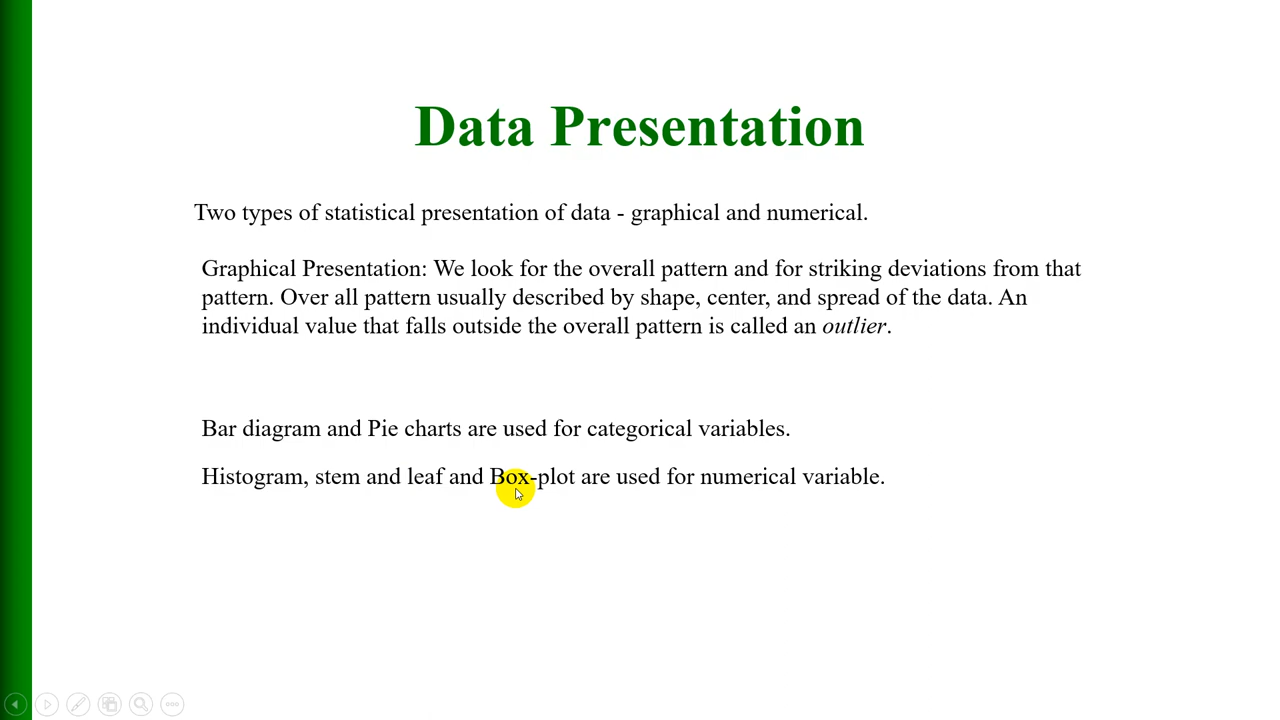 Data Presentation
Two types of statistical presentation of data - graphical and numerical.
Graphical Presentation: We look for the overall pattern and for striking deviations from that
pattern. Over all pattern usually described by shape, center, and spread of the data. An
individual value that falls outside the overall pattern is called an outlier.
Bar diagram and Pie charts are used for categorical variables.
Histogram, stem and leaf and Box-plot are used for numerical variable.